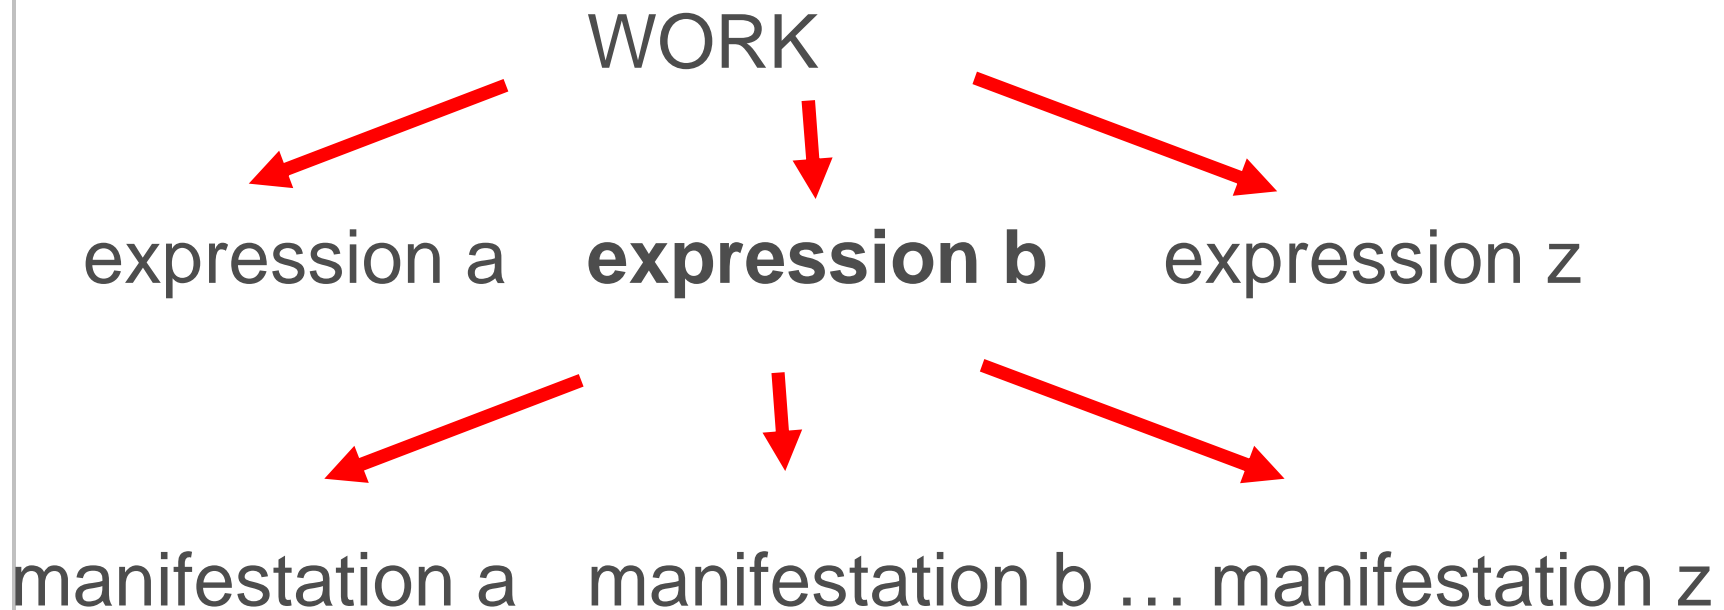 WORK
expression a expression b expression z
manifestation a manifestation b … manifestation z